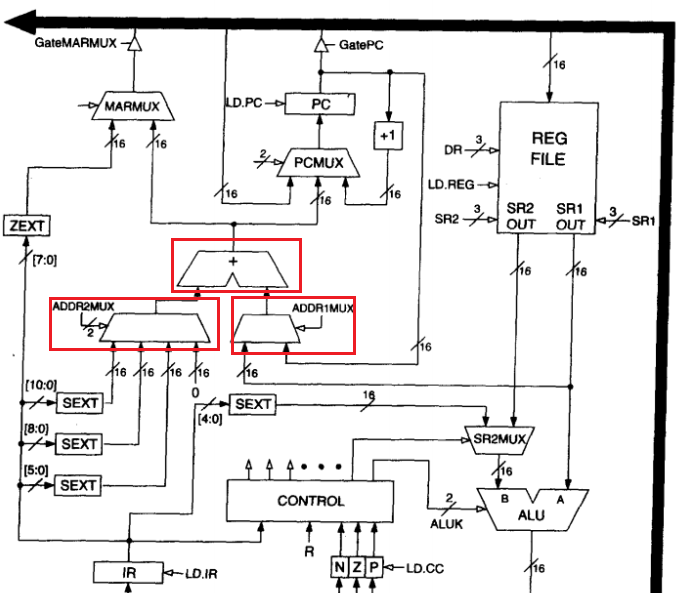 GateMARMUX
GatePC
16
MARMUX
LD.PC
PC
+1
REG
FILE
DR
3
16
16
2
PCMUX
LD.REG
16
16
16
SR2
3
SR2
OUT
SR1
OUT
3
SR1
ZEXT
[7:0]
+
16
16
ADDR2MUX
2
ADDR1MUX
16
16
16
16
16
16
0
[10:0]
SEXT
[4:0]
SEXT
16
[8:0]
SEXT
SR2MUX
16
[5:0]
SEXT
CONTROL
2
ALUK
B
A
ALU
R
16
IR
LD.IR
N Z P
LD.CC